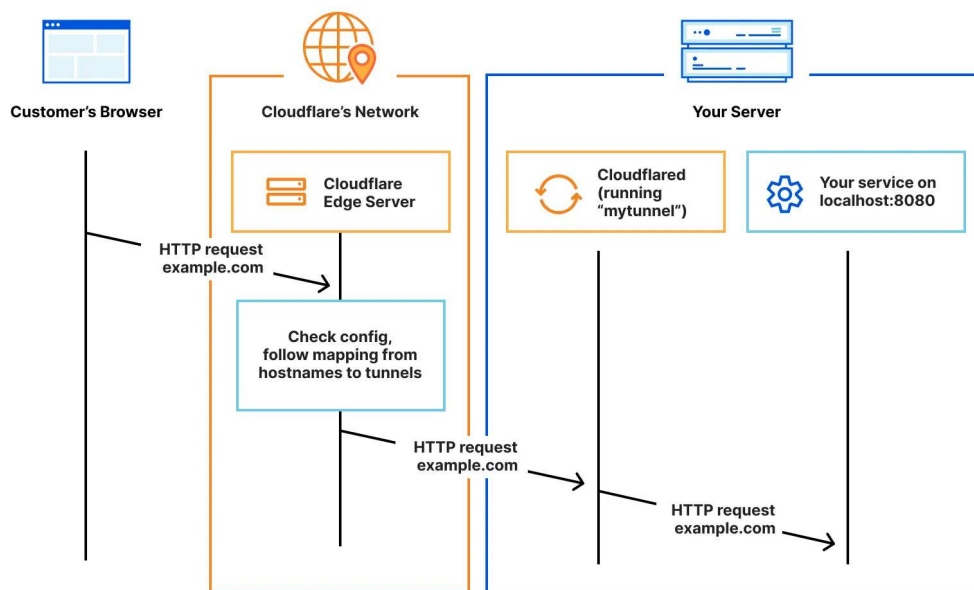 Customer’s Browser
Cloudflare’s Network
Your Server
Cloudflare
Edge Server
Cloudflared
(running
“mytunnel”)
Your service on
localhost:8080
HTTP request
example.com
Check config,
follow mapping from
hostnames to tunnels
HTTP request
example.com
HTTP request
example.com